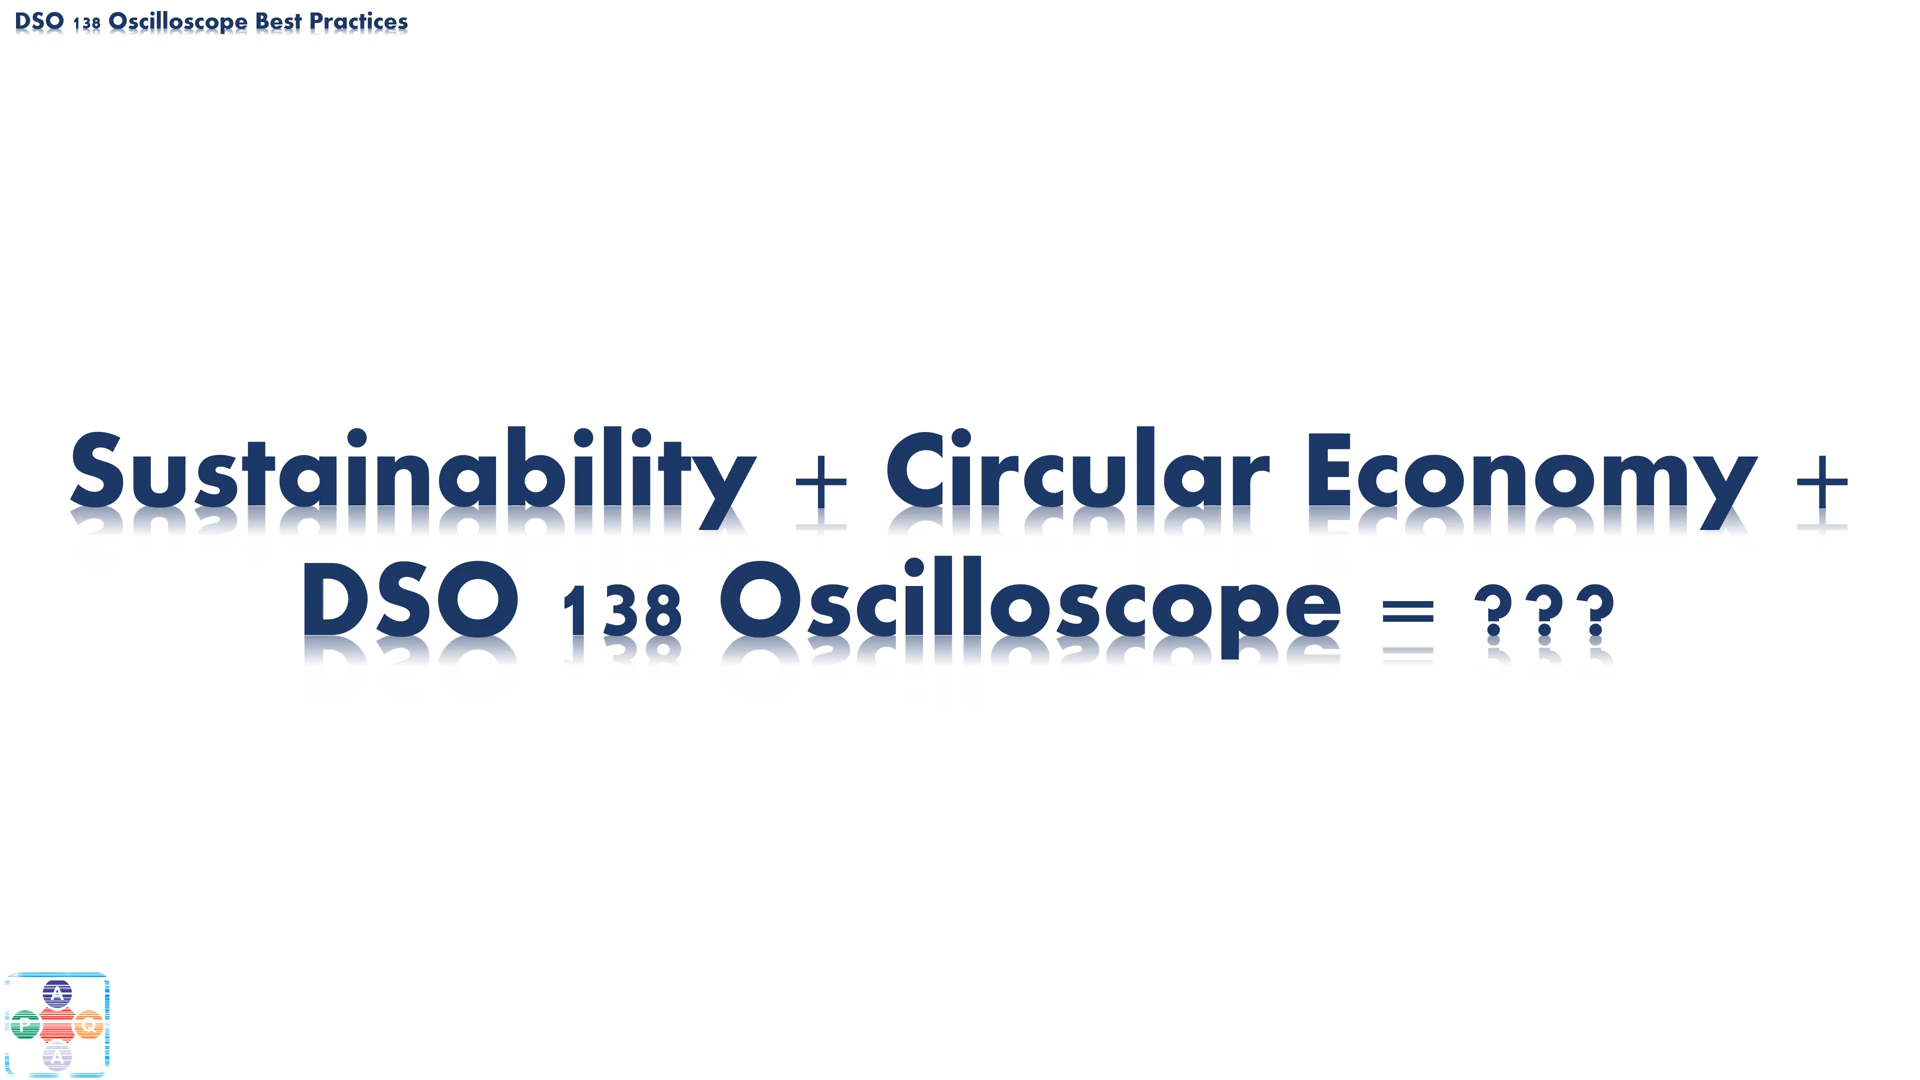 DSO 138 Oscilloscope Best Practices
Sustainability + Circular Economy +
DSO 138 Oscilloscope = ???
A
P Q
A